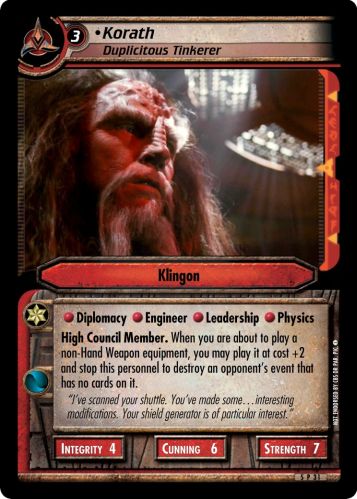 3
•Korath
Duplicitous Tinkerer
Klingon
Diplomacy Engineer Leadership Physics
High Council Member. When you are about to play a
non-Hand Weapon equipment, you may play it at cost +2
and stop this personnel to destroy an opponent's event that
has no cards on it.
"I've scanned your shuttle. You've made some…interesting
modifications. Your shield generator is of particular interest."
INTEGRITY 4 CUNNING 6 STRENGTH 7
5 P 31